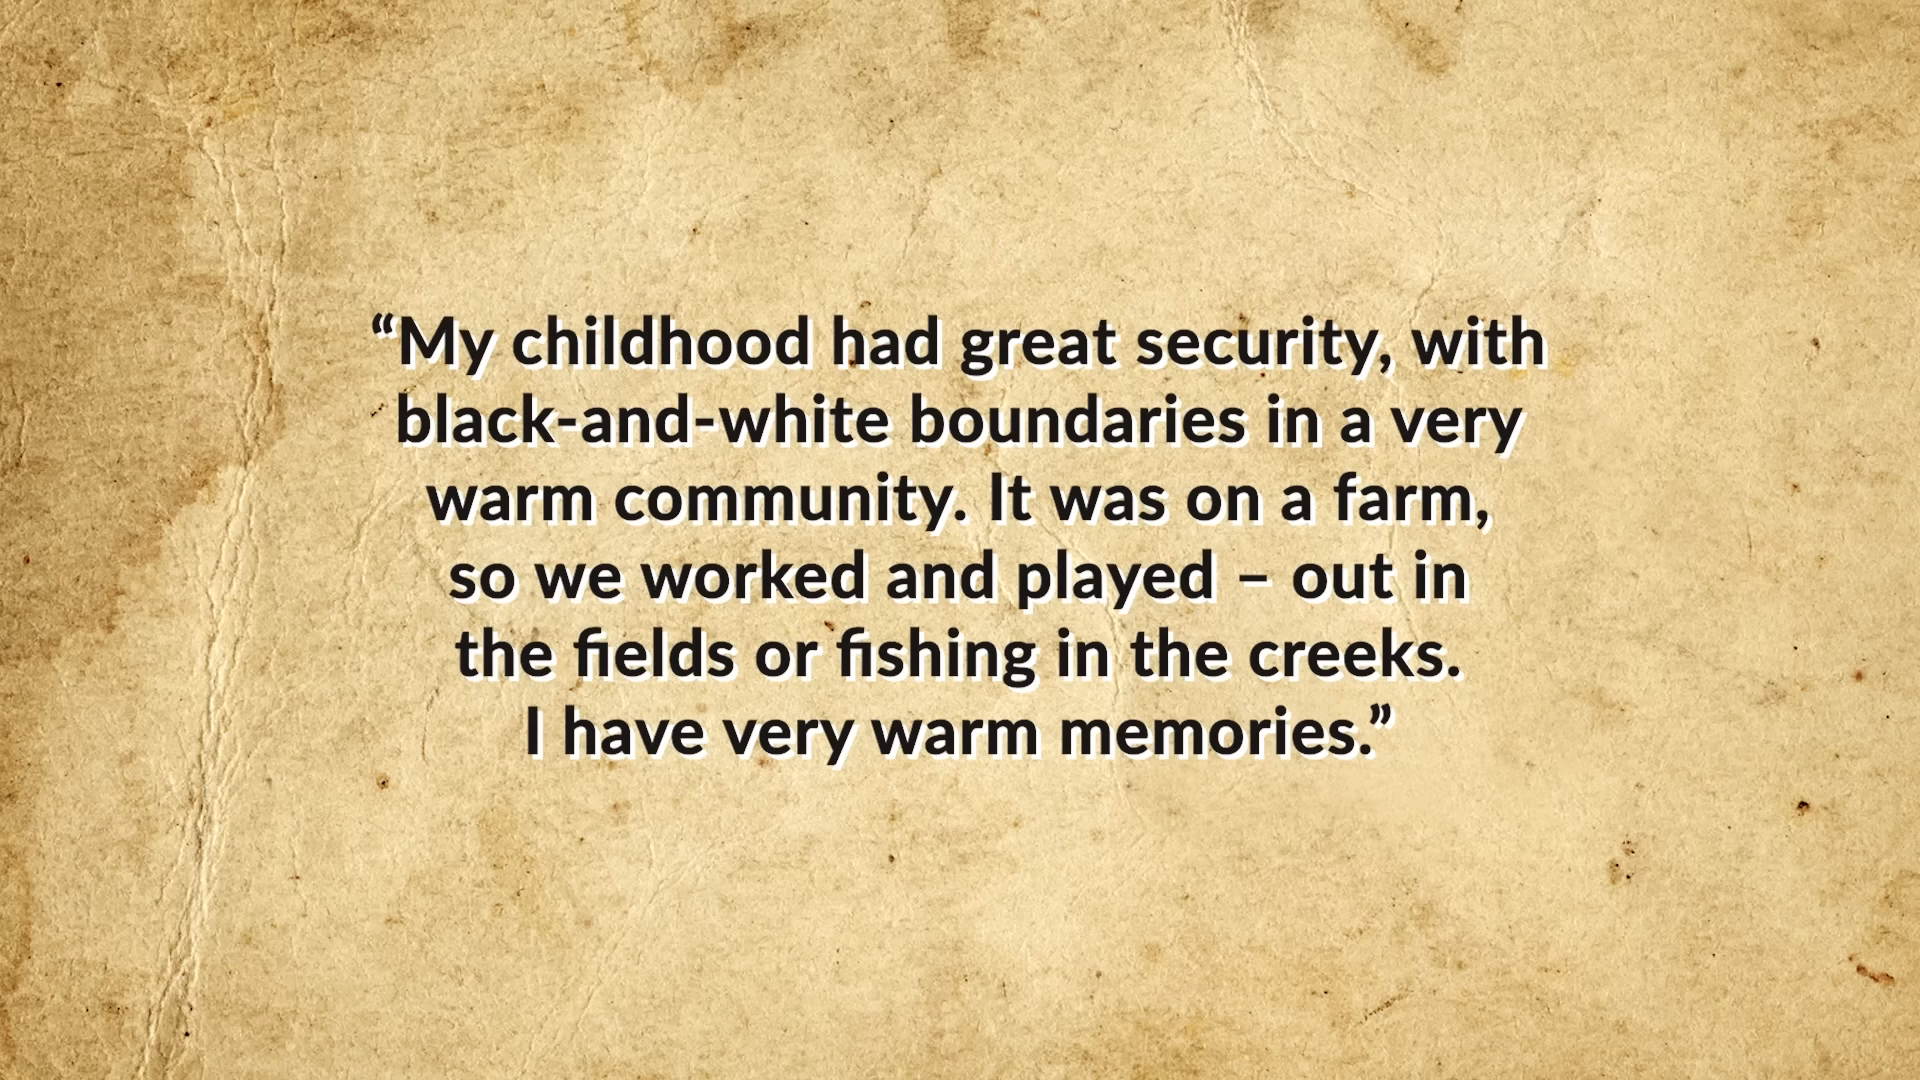 “My childhood had great security, with
black-and-white boundaries in a very
warm community. It was on a farm,
so we worked and played – out in
the fields or fishing in the creeks.
I have very warm memories.”